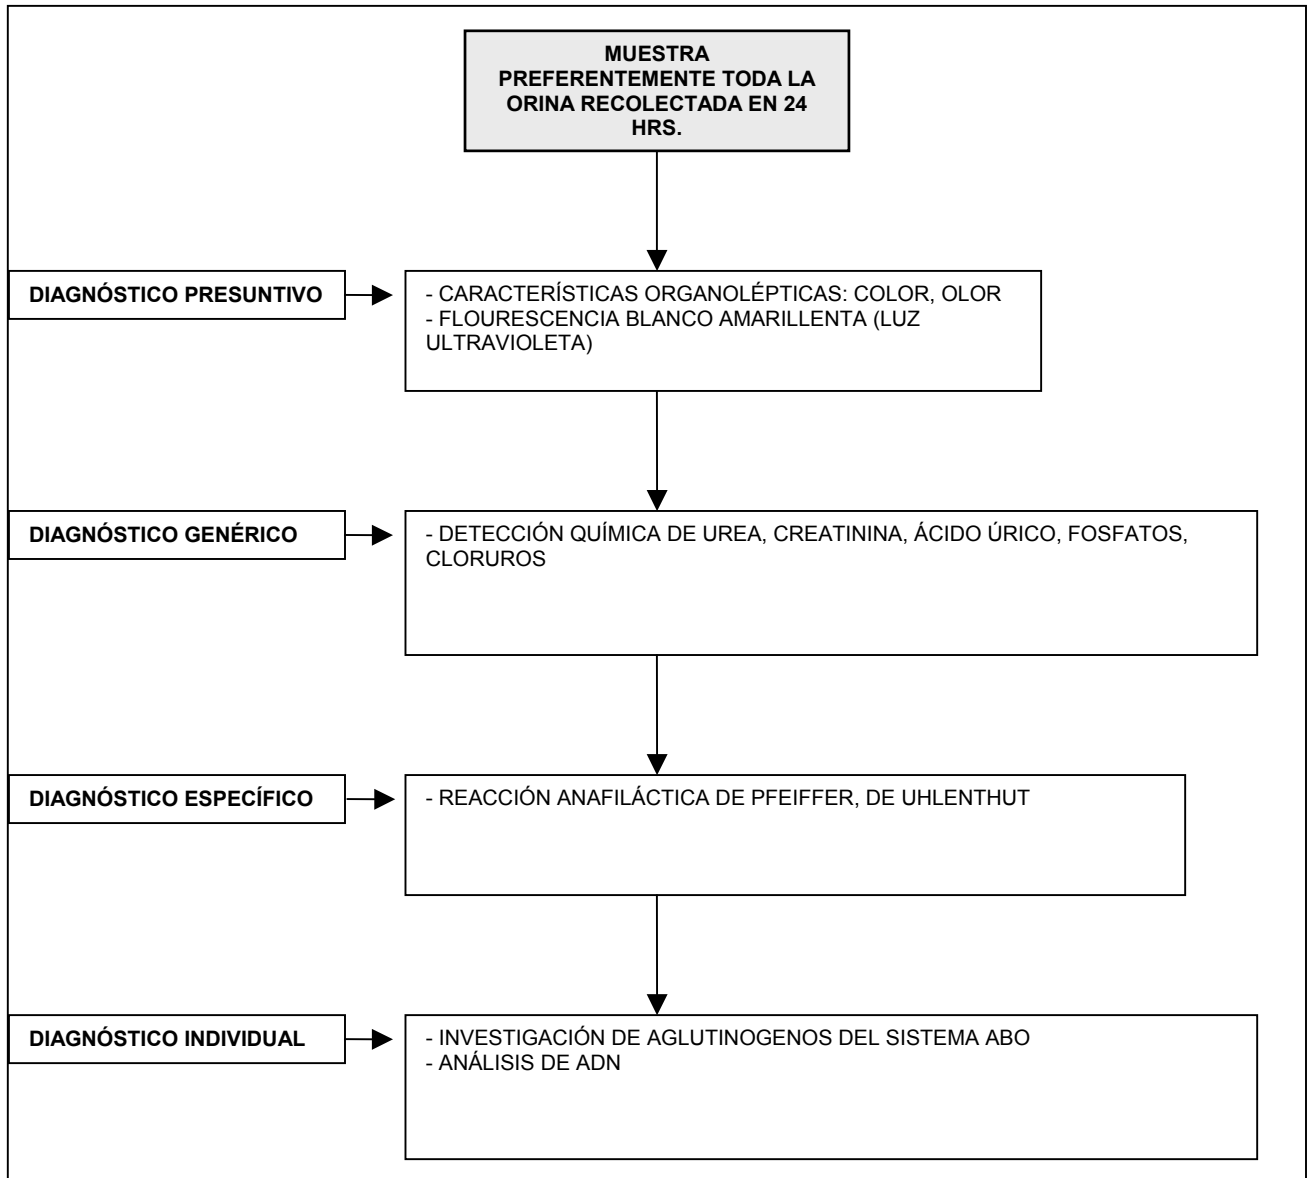 MUESTRA
PREFERENTEMENTE TODA LA
ORINA RECOLECTADA EN 24
HRS.
DIAGNÓSTICO PRESUNTIVO
- CARACTERÍSTICAS ORGANOLÉPTICAS: COLOR, OLOR
- FLOURESCENCIA BLANCO AMARILLENTA (LUZ
ULTRAVIOLETA)
DIAGNÓSTICO GENÉRICO
- DETECCIÓN QUÍMICA DE UREA, CREATININA, ÁCIDO ÚRICO, FOSFATOS,
CLORUROS
DIAGNÓSTICO ESPECÍFICO
- REACCIÓN ANAFILÁCTICA DE PFEIFFER, DE UHLENTHUT
DIAGNÓSTICO INDIVIDUAL
- INVESTIGACIÓN DE AGLUTINOGENOS DEL SISTEMA ABO
- ANÁLISIS DE ADN